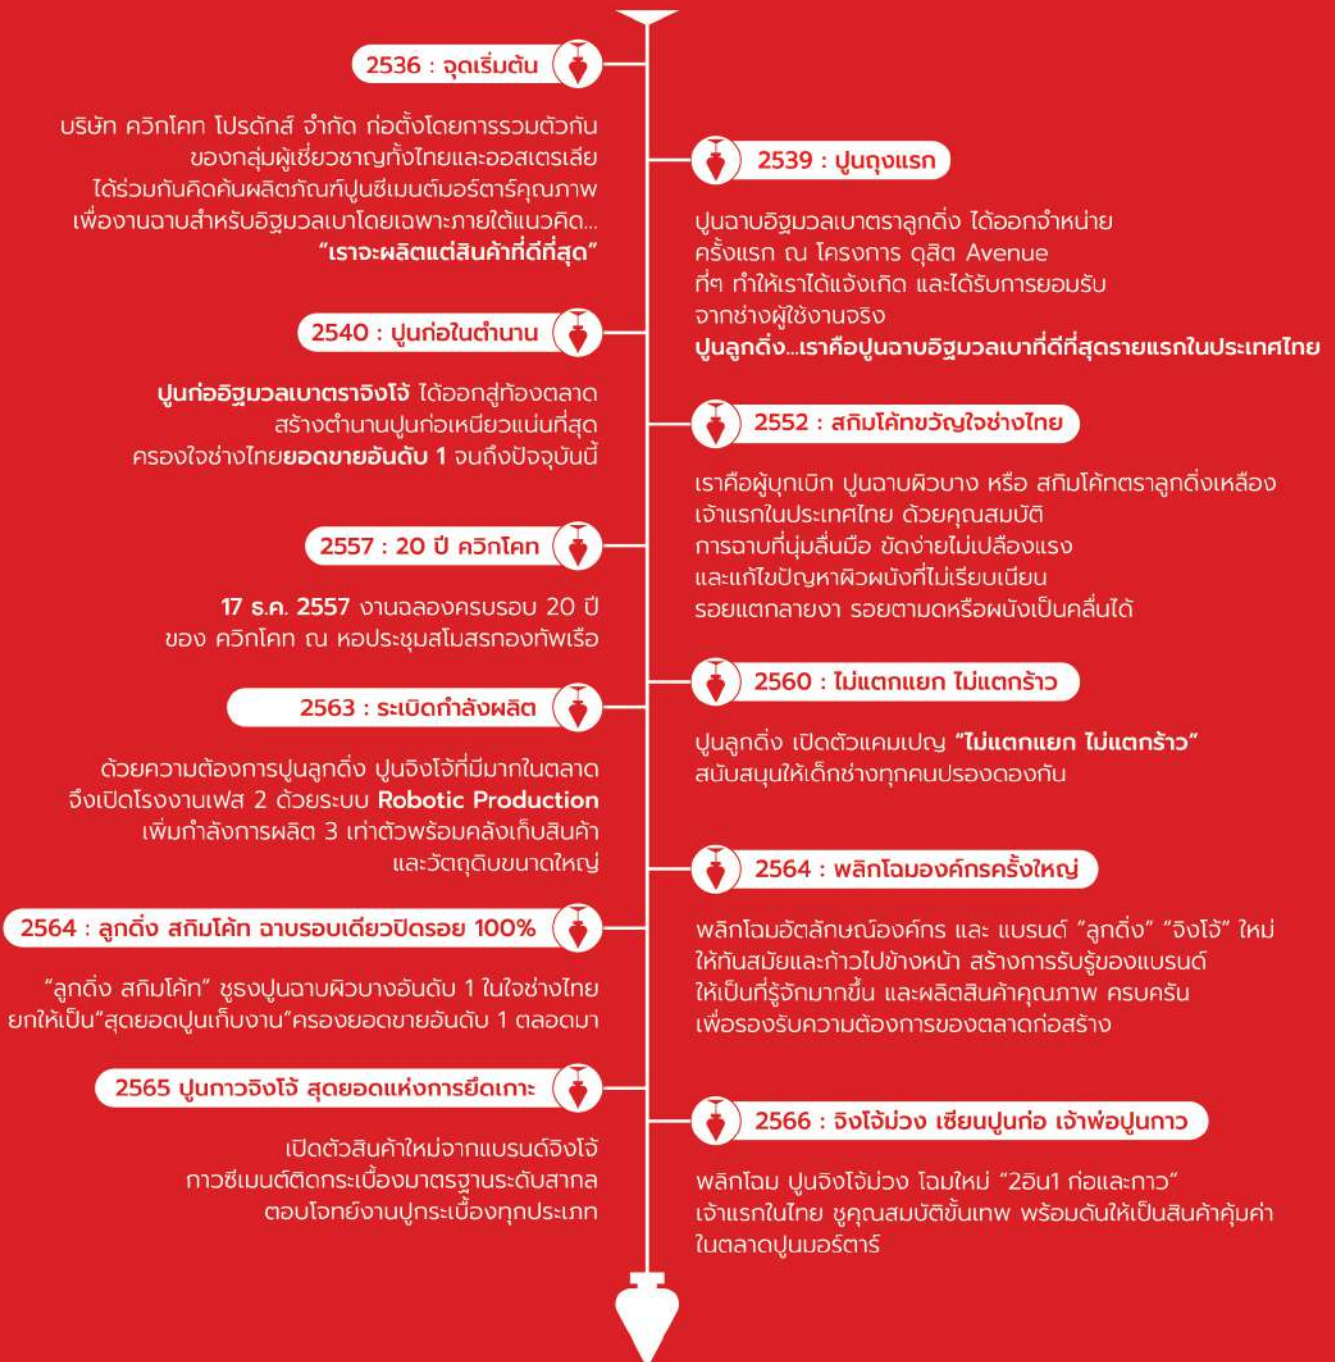 2536 : จุดเริ่มต้น
บริษัท ควิกโคท โปรดักส์ จำกัด ก่อตั้งโดยการรวมตัวกัน
ของกลุ่มผู้เชี่ยวชาญทั้งไทยและออสเตรเลีย
ได้ร่วมกันคิดค้นผลิตภัณฑ์ปูนซีเมนต์มอร์ตาร์คุณภาพ
เพื่องานฉาบสำหรับอิฐมวลเบาโดยเฉพาะภายใต้แนวคิด...
“เราจะผลิตแต่สินค้าที่ดีที่สุด”
2539 : ปูนถุงแรก
ปูนฉาบอิฐมวลเบาตราลูกดิ่ง ได้ออกจำหน่าย
ครั้งแรก ณ โครงการ ดุสิต Avenue
ที่ๆ ทำให้เราได้แจ้งเกิด และได้รับการยอมรับ
จากช่างผู้ใช้งานจริง
ปูนลูกดิ่ง...เราคือปูนฉาบอิฐมวลเบาที่ดีที่สุดรายแรกในประเทศไทย
2540 : ปูนก่อในตำนาน
ปูนก่ออิฐมวลเบาตราจิงโจ้ ได้ออกสู่ท้องตลาด
สร้างตำนานปูนก่อเหนียวแน่นที่สุด
ครองใจช่างไทยยอดขายอันดับ 1 จนถึงปัจจุบันนี้
2552 : สกิมโค้ทขวัญใจช่างไทย
เราคือผู้บุกเบิก ปูนฉาบผิวบาง หรือ สกิมโค้ทตราลูกดิ่งเหลือง
เจ้าแรกในประเทศไทย ด้วยคุณสมบัติ
การฉาบที่นุ่มลื่นมือ ขัดง่ายไม่เปลืองแรง
และแก้ไขปัญหาผิวผนังที่ไม่เรียบเนียน
รอยแตกลายงา รอยตามดหรือผนังเป็นคลื่นได้
2557 : 20 ปี ควิกโคท
17 ธ.ค. 2557 งานฉลองครบรอบ 20 ปี
ของ ควิกโคท ณ หอประชุมสโมสรกองทัพเรือ
2560 : ไม่แตกแยก ไม่แตกร้าว
ปูนลูกดิ่ง เปิดตัวแคมเปญ “ไม่แตกแยก ไม่แตกร้าว”
สนับสนุนให้เด็กช่างทุกคนปรองดองกัน
2563 : ระเบิดกำลังผลิต
ด้วยความต้องการปูนลูกดิ่ง ปูนจิงโจ้ที่มีมากในตลาด
จึงเปิดโรงงานเฟส 2 ด้วยระบบ Robotic Production
เพิ่มกำลังการผลิต 3 เท่าตัวพร้อมคลังเก็บสินค้า
และวัตถุดิบขนาดใหญ่
2564 : พลิกโฉมองค์กรครั้งใหญ่
พลิกโฉมอัตลักษณ์องค์กร และ แบรนด์ “ลูกดิ่ง” “จิงโจ้” ใหม่
ให้ทันสมัยและก้าวไปข้างหน้า สร้างการรับรู้ของแบรนด์
ให้เป็นที่รู้จักมากขึ้น และผลิตสินค้าคุณภาพ ครบครัน
เพื่อรองรับความต้องการของตลาดก่อสร้าง
2564 : ลูกดิ่ง สกิมโค้ท ฉาบรอบเดียวปิดรอย 100%
“ลูกดิ่ง สกิมโค้ท” ชูธงปูนฉาบผิวบางอันดับ 1 ในใจช่างไทย
ยกให้เป็น“สุดยอดปูนเก็บงาน”ครองยอดขายอันดับ 1 ตลอดมา
2565 ปูนกาวจิงโจ้ สุดยอดแห่งการยึดเกาะ
เปิดตัวสินค้าใหม่จากแบรนด์จิงโจ้
กาวซีเมนต์ติดกระเบื้องมาตรฐานระดับสากล
ตอบโจทย์งานปูกระเบื้องทุกประเภท
2566 : จิงโจ้ม่วง เซียนปูนก่อ เจ้าพ่อปูนกาว
พลิกโฉม ปูนจิงโจ้ม่วง โฉมใหม่ “2อิน1 ก่อและกาว”
เจ้าแรกในไทย ชูคุณสมบัติขั้นเทพ พร้อมดันให้เป็นสินค้าคุ้มค่า
ในตลาดปูนมอร์ตาร์